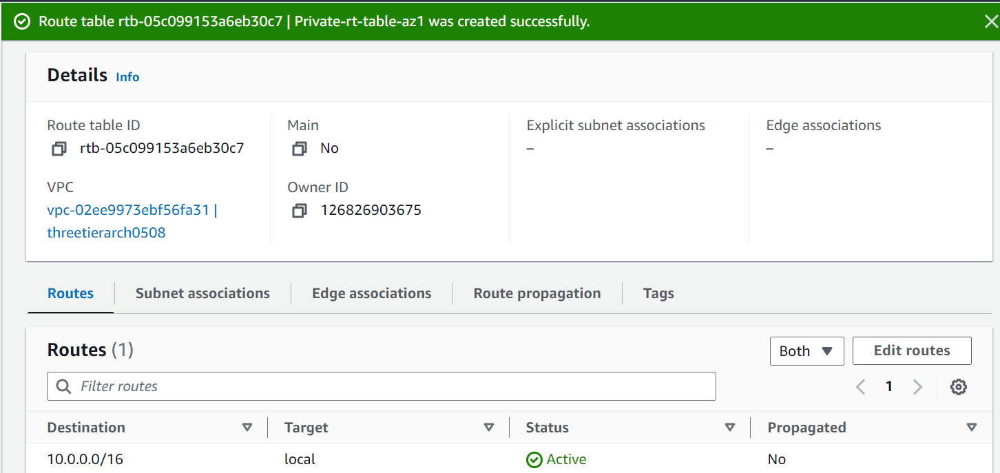 Route table rtb-05c099153a6eb30c7 | Private-rt-table-az1 was created successfully.
Details Info
Route table ID
rtb-05c099153a6eb30c7
Main
No
Explicit subnet associations
–
Edge associations
–
VPC
vpc-02ee9973ebf56fa31 |
threetierarch0508
Owner ID
126826903675
Routes
Subnet associations
Edge associations
Route propagation
Tags
Routes (1)
Both
Edit routes
Filter routes
1
Destination Target Status Propagated
10.0.0.0/16 local Active No